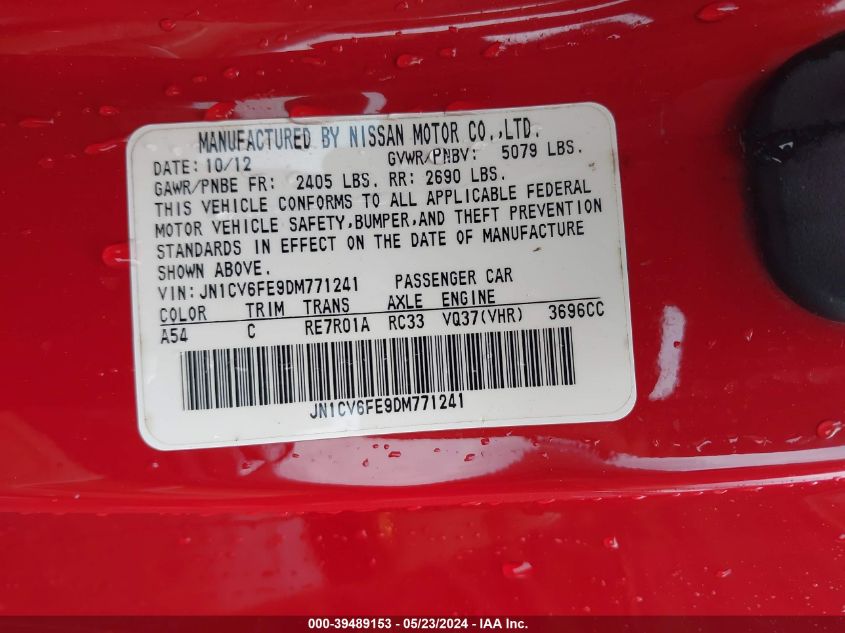 MANUFACTURED BY NISSAN MOTOR CO.,LTD.
DATE: 10/12 GVWR/PNBV: 5079 LBS.
GAWR/PNBE FR: 2405 LBS. RR: 2690 LBS.
THIS VEHICLE CONFORMS TO ALL APPLICABLE FEDERAL
MOTOR VEHICLE SAFETY,BUMPER,AND THEFT PREVENTION
STANDARDS IN EFFECT ON THE DATE OF MANUFACTURE
SHOWN ABOVE.
VIN: JN1CV6FE9DM771241 PASSENGER CAR
COLOR TRIM TRANS AXLE ENGINE
A54 C RE7R01A RC33 VQ37(VHR) 3696CC
JN1CV6FE9DM771241
000-39489153 - 05/23/2024 - IAA Inc.